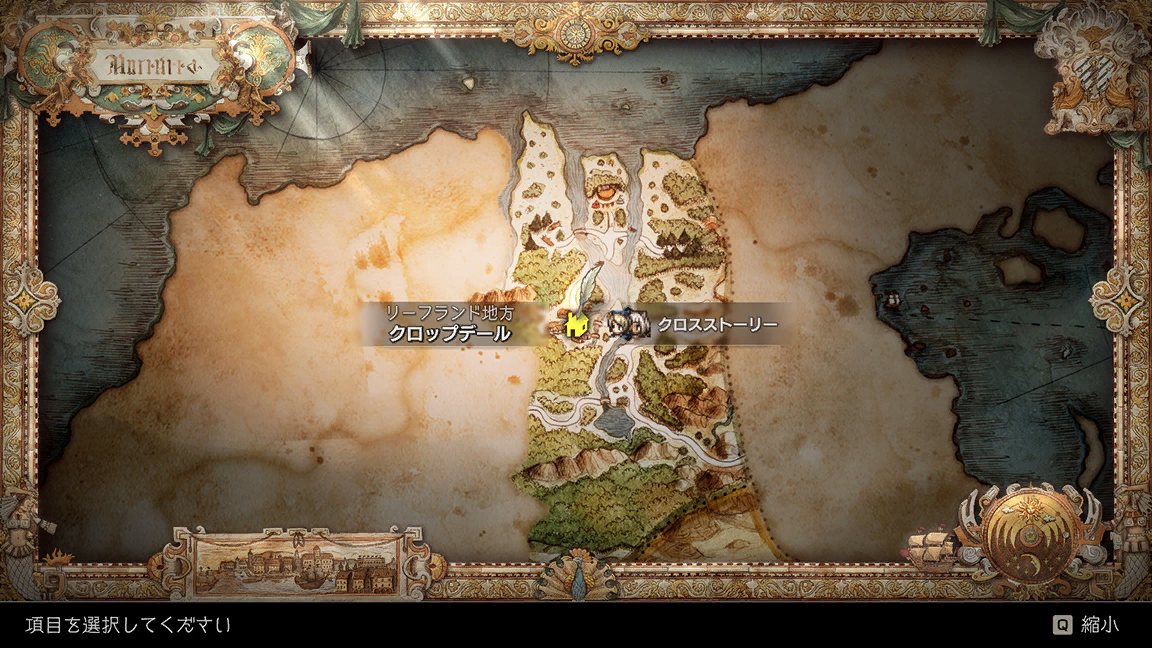 リーフランド地方
クロップデール
クロスストーリー
項目を選択してください
Q 縮小